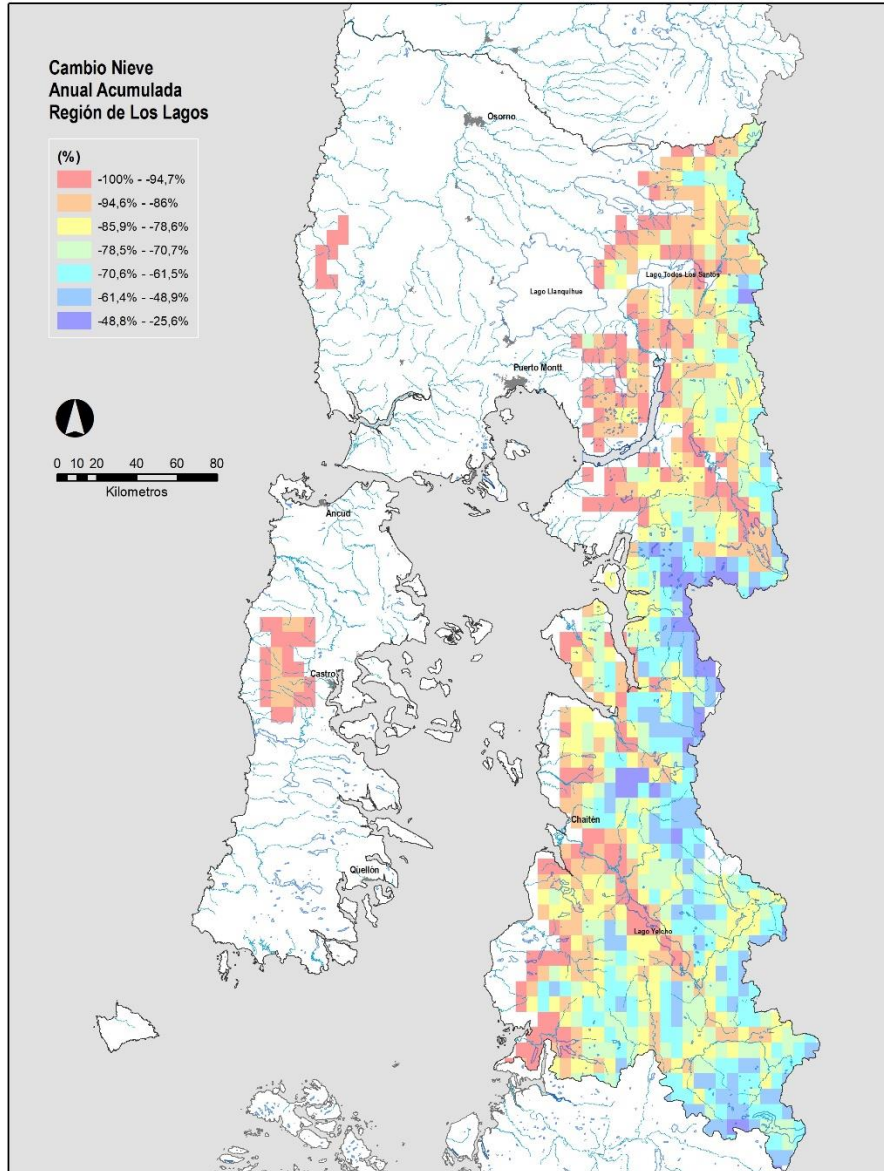 Cambio Nieve
Anual Acumulada
Región de Los Lagos
(%)
-100% - -94,7%
-94,6% - -86%
-85,9% - -78,6%
-78,5% - -70,7%
-70,6% - -61,5%
-61,4% - -48,9%
-48,8% - -25,6%
0 10 20 40 60 80
Kilometros
Osorno
Lago Todos Los Santos
Lago Llanquihue
Puerto Montt
Ancud
Castro
Chaitén
Quellón
Lago Yelcho